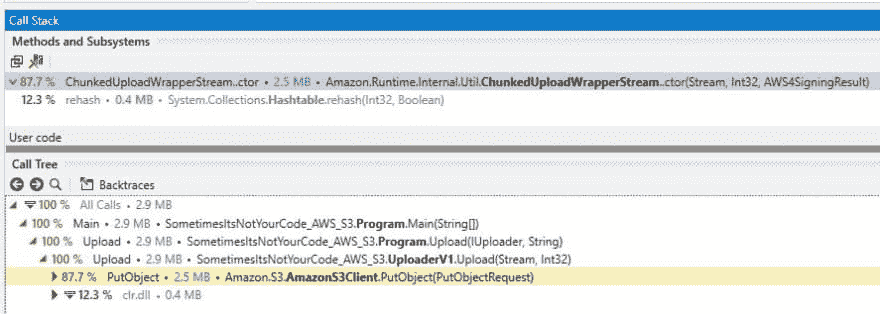 Call Stack
Methods and Subsystems
87.7 % ChunkedUploadWrapperStream..ctor • 2.5 MB • Amazon.Runtime.Internal.Util.ChunkedUploadWrapperStream..ctor(Stream, Int32, AWS4SigningResult)
12.3 % rehash • 0.4 MB • System.Collections.Hashtable.rehash(Int32, Boolean)
User code
Call Tree
Backtraces
100 % All Calls • 2.9 MB
100 % Main • 2.9 MB • SometimesItsNotYourCode_AWS_S3.Program.Main(String[])
100 % Upload • 2.9 MB • SometimesItsNotYourCode_AWS_S3.Program.Upload(IUploader, String)
100 % Upload • 2.9 MB • SometimesItsNotYourCode_AWS_S3.UploaderV1.Upload(Stream, Int32)
87.7 % PutObject • 2.5 MB • Amazon.S3.AmazonS3Client.PutObject(PutObjectRequest)
12.3 % clr.dll • 0.4 MB